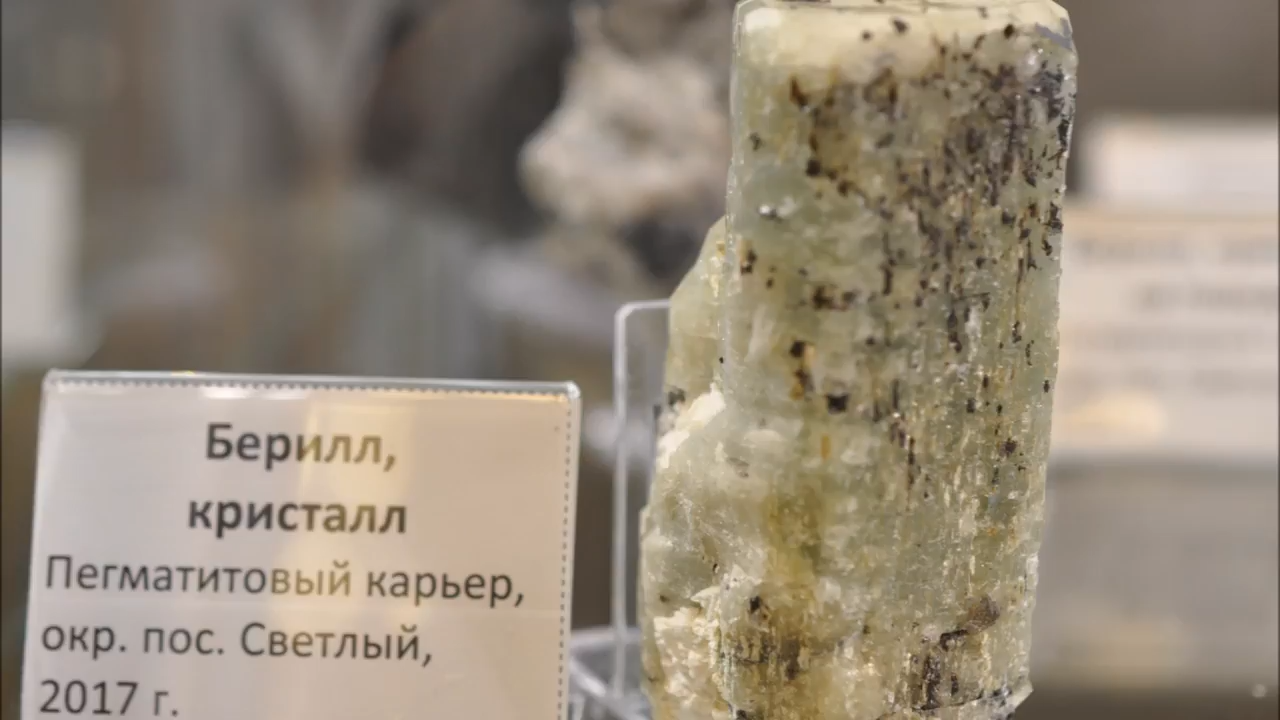 Берилл,
кристалл
Пегматитовый карьер,
окр. пос. Светлый,
2017 г.